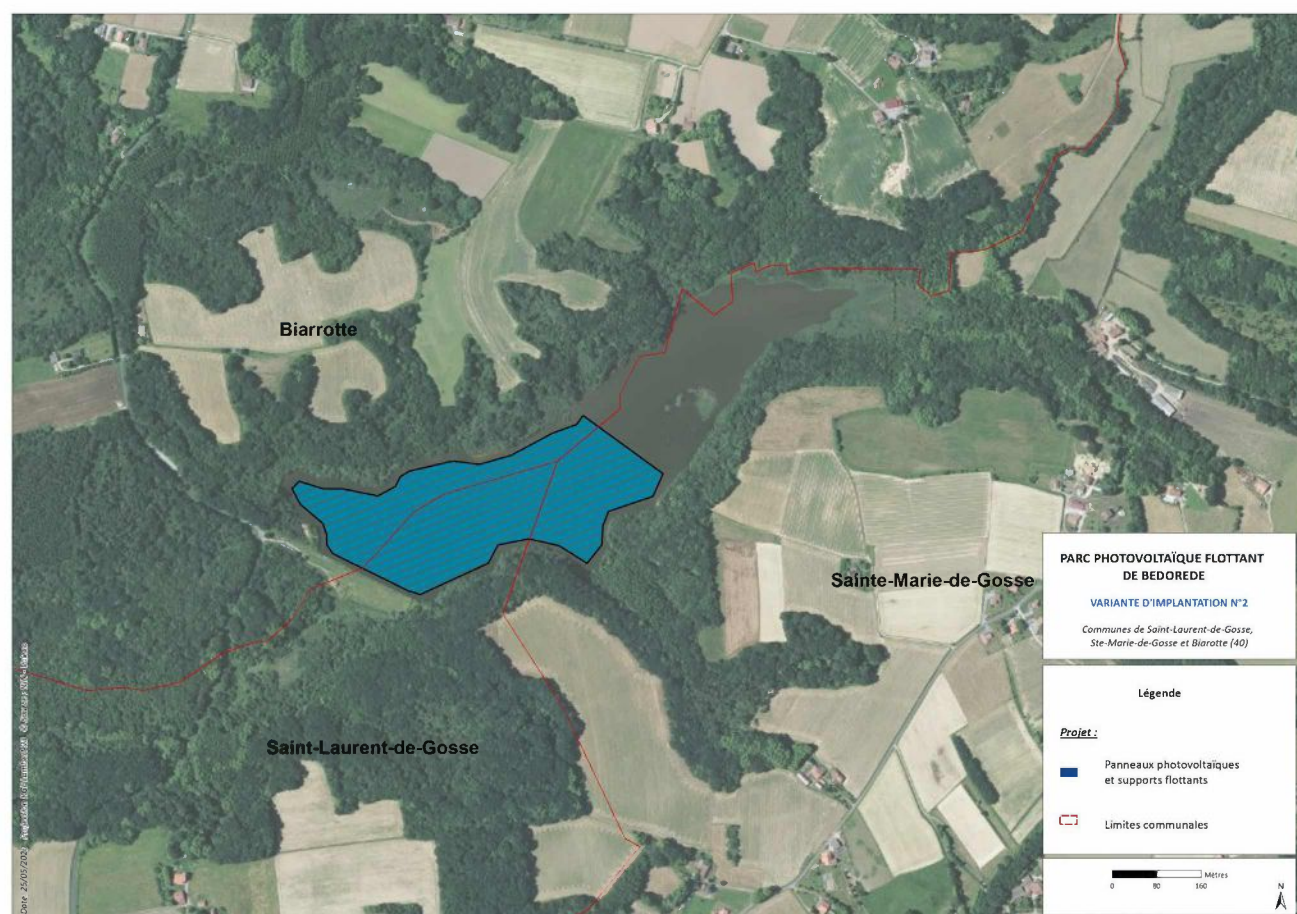 Biarrotte
Sainte-Marie-de-Gosse
Saint-Laurent-de-Gosse
PARC PHOTOVOLTAÏQUE FLOTTANT
DE BEDOREDE
VARIANTE D'IMPLANTATION N°2
Communes de Saint-Laurent-de-Gosse,
Ste-Marie-de-Gosse et Biarotte (40)
Légende
Projet :
Panneaux photovoltaïques
et supports flottants
Limites communales
0 80 160 Mètres
N
Date